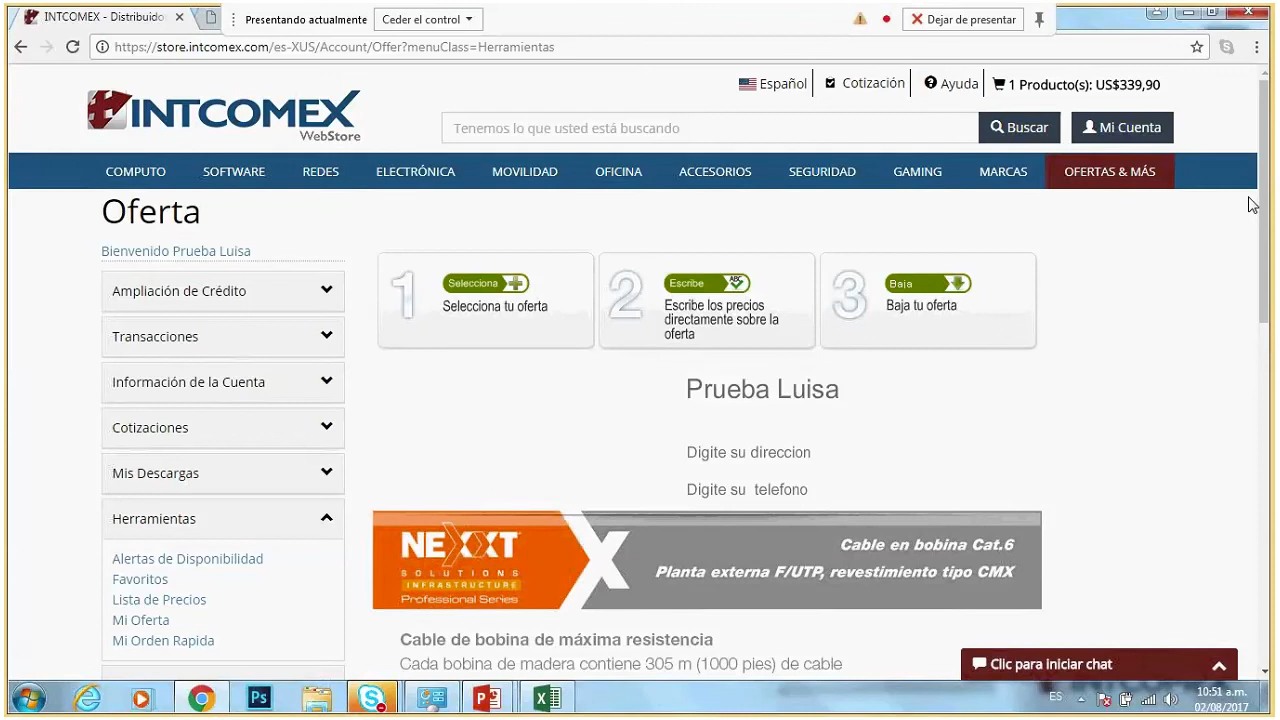 INTCOMEX - Distribuido
Presentando actualmente
Ceder el control
Dejar de presentar
https://store.intcomex.com/es-XUS/Account/Offer?menuClass=Herramientas
Español
Cotización
Ayuda
1 Producto(s): US$339,90
INTCOMEX
WebStore
Tenemos lo que usted está buscando
Buscar
Mi Cuenta
COMPUTO SOFTWARE REDES ELECTRÓNICA MOVILIDAD OFICINA ACCESORIOS SEGURIDAD GAMING MARCAS OFERTAS & MÁS
Oferta
Bienvenido Prueba Luisa
Ampliación de Crédito
Transacciones
Información de la Cuenta
Cotizaciones
Mis Descargas
Herramientas
Alertas de Disponibilidad
Favoritos
Lista de Precios
Mi Oferta
Mi Orden Rapida
1
Selecciona
Selecciona tu oferta
2
Escribe
ABC
Escribe los precios
directamente sobre la
oferta
3
Baja
Baja tu oferta
Prueba Luisa
Digite su direccion
Digite su telefono
NEXXT
SOLUTIONS
INFRASTRUCTURE
Professional Series
X
Cable en bobina Cat.6
Planta externa F/UTP, revestimiento tipo CMX
Cable de bobina de máxima resistencia
Cada bobina de madera contiene 305 m (1000 pies) de cable
Clic para iniciar chat
Ps
ES
10:51 a.m.
02/08/2017